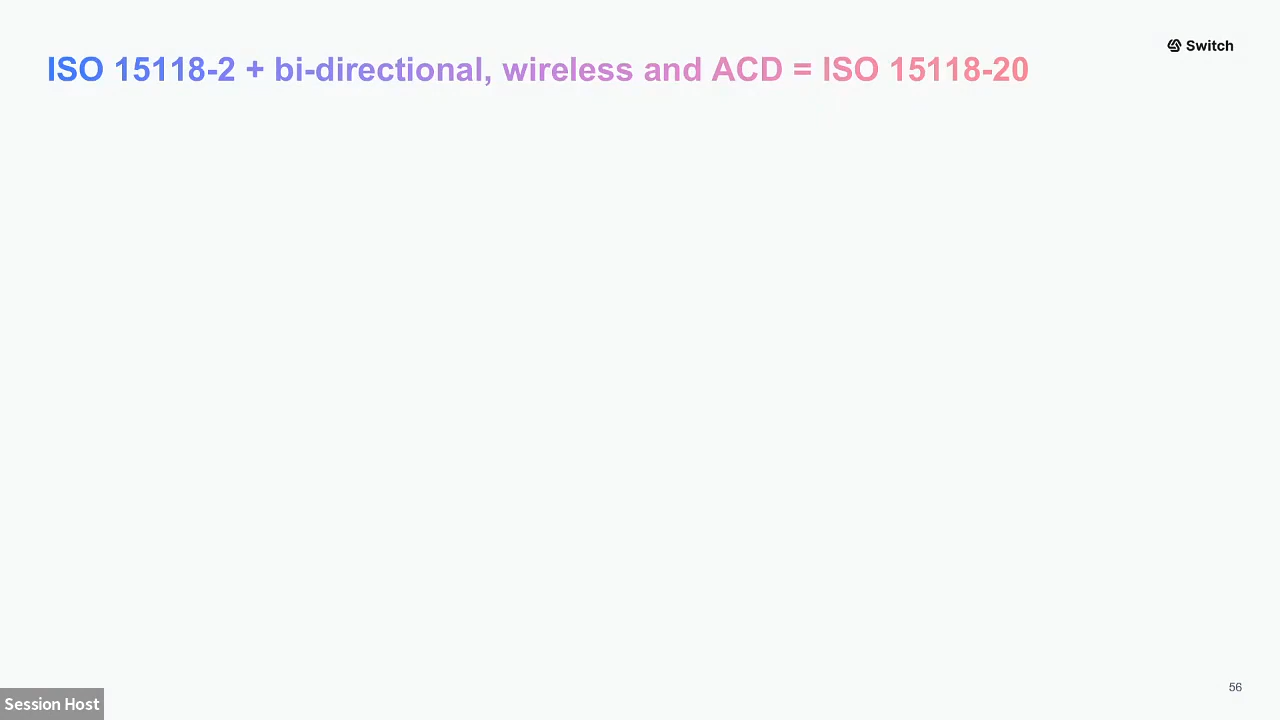 Switch
ISO 15118-2 + bi-directional, wireless and ACD = ISO 15118-20
56
Session Host